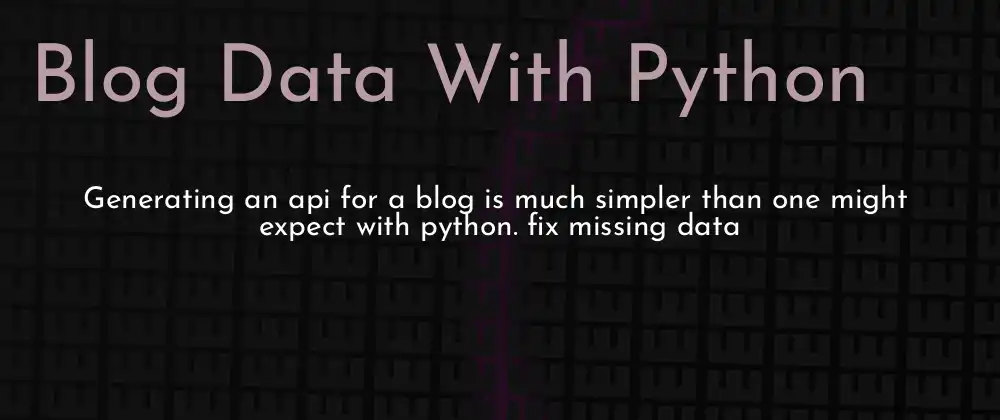 Blog Data With Python
Generating an api for a blog is much simpler than one might
expect with python. fix missing data